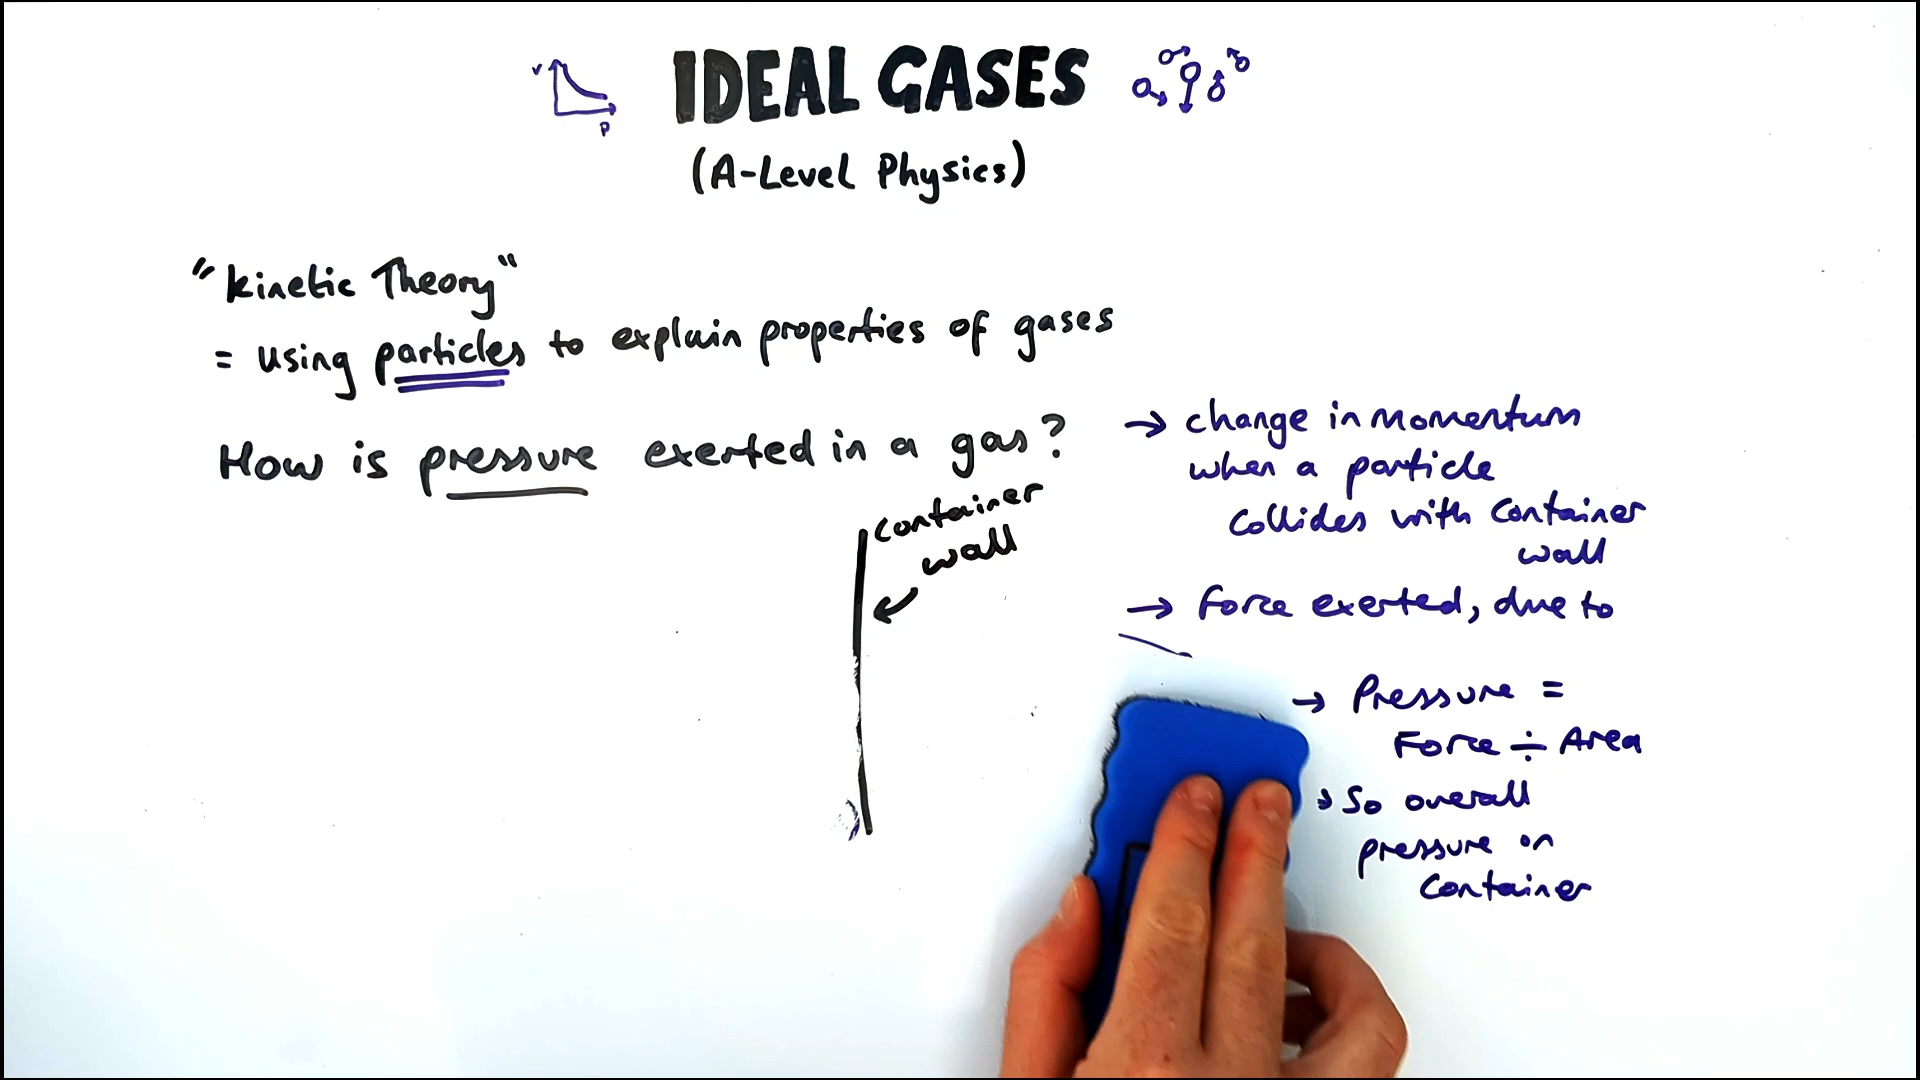 IDEAL GASES
V
P
(A-Level Physics)
"Kinetic Theory"
= using particles to explain properties of gases
How is pressure exerted in a gas?
container
wall
→ change in momentum
when a particle
collides with container
wall
→ Force exerted, due to
→ Pressure =
Force ÷ Area
→ So overall
pressure on
container